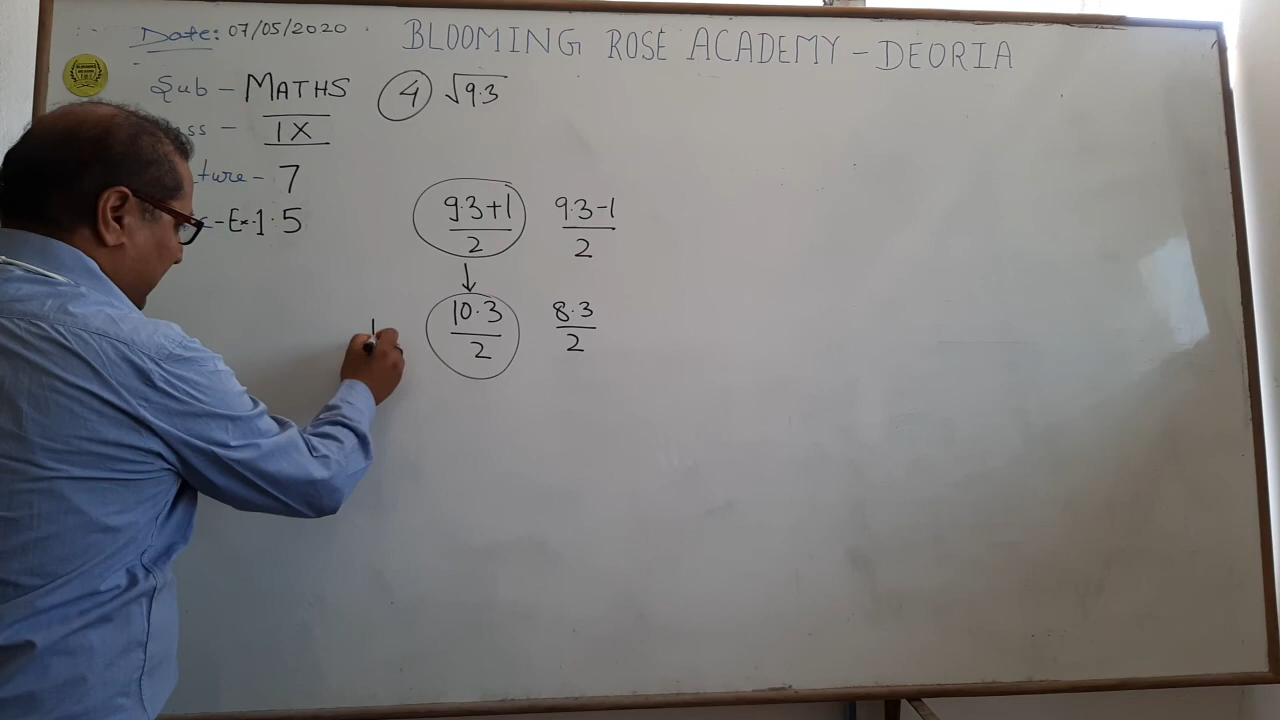 Date: 07/05/2020
BLOOMING ROSE ACADEMY - DEORIA
Sub - MATHS
4 √9.3
IX
7
Ex-1.5
9.3+1/2 9.3-1/2
10.3/2 8.3/2